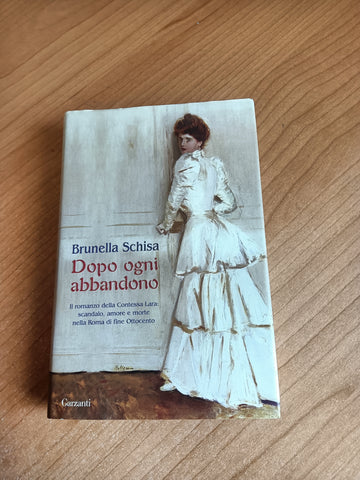 Brunella Schisa
Dopo ogni
abbandono
Il romanzo della Contessa Lara:
scandalo, amore e morte
nella Roma di fine Ottocento
Garzanti